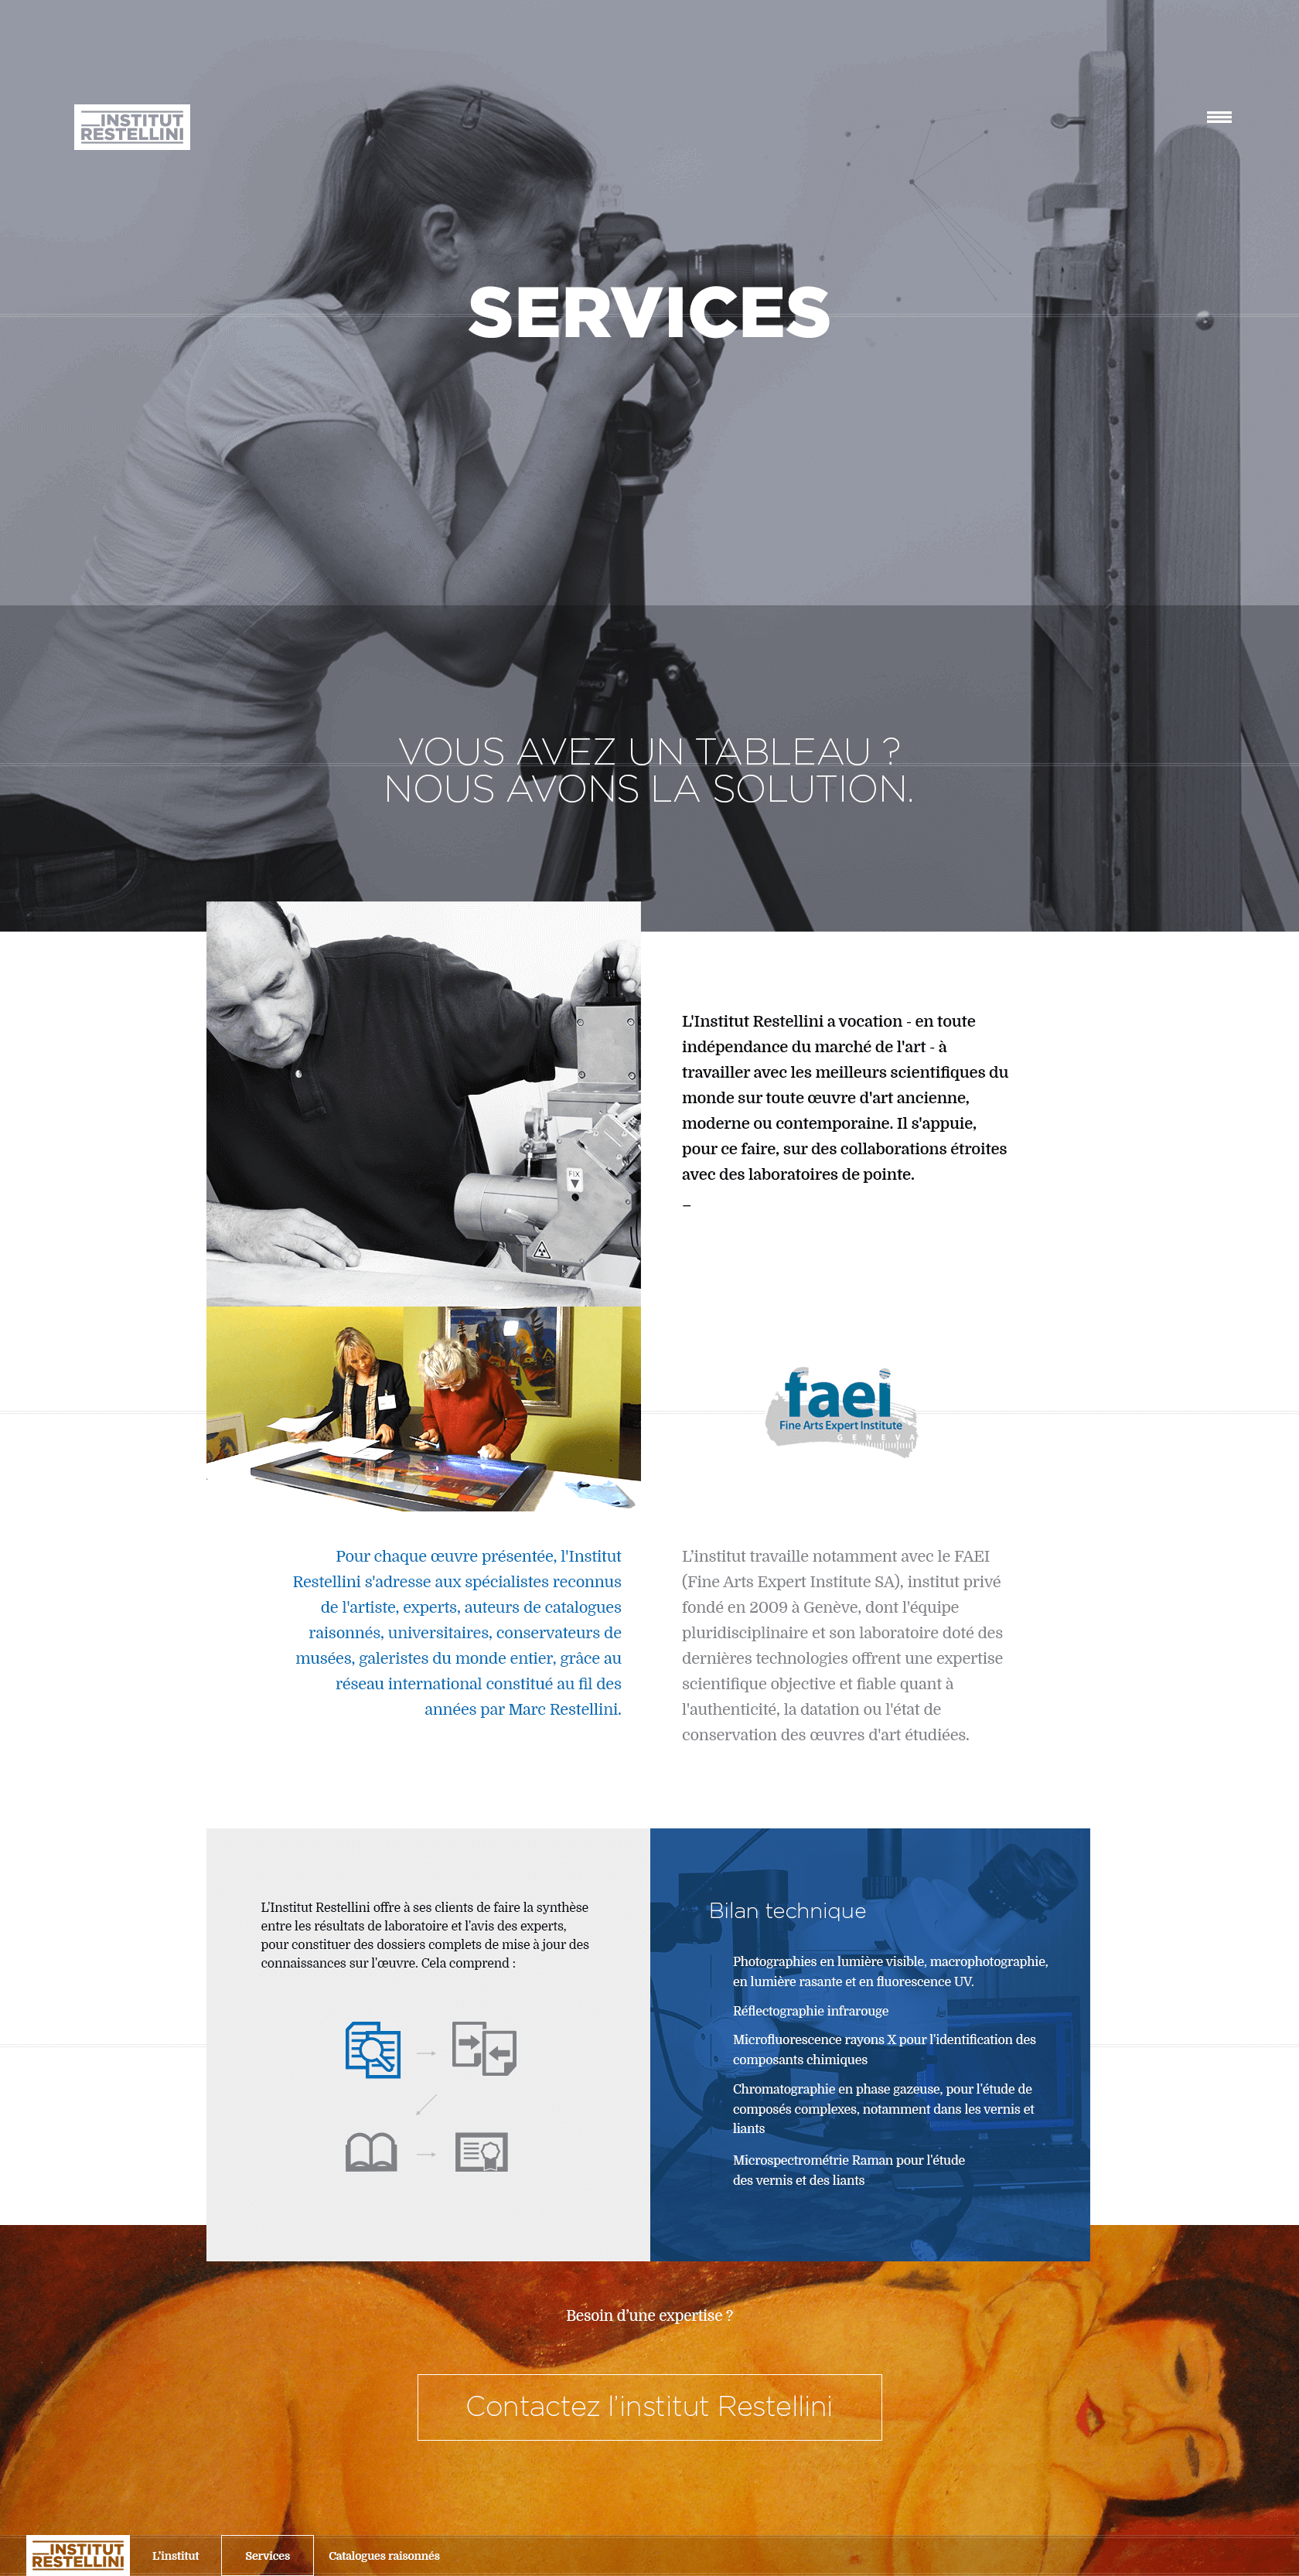 INSTITUT
RESTELLINI
SERVICES
VOUS AVEZ UN TABLEAU ?
NOUS AVONS LA SOLUTION.
L'Institut Restellini a vocation - en toute
indépendance du marché de l'art - à
travailler avec les meilleurs scientifiques du
monde sur toute œuvre d'art ancienne,
moderne ou contemporaine. Il s'appuie,
pour ce faire, sur des collaborations étroites
avec des laboratoires de pointe.
–
FIX
faei
Fine Arts Expert Institute
GENEVA
Pour chaque œuvre présentée, l'Institut
Restellini s'adresse aux spécialistes reconnus
de l'artiste, experts, auteurs de catalogues
raisonnés, universitaires, conservateurs de
musées, galeristes du monde entier, grâce au
réseau international constitué au fil des
années par Marc Restellini.
L'institut travaille notamment avec le FAEI
(Fine Arts Expert Institute SA), institut privé
fondé en 2009 à Genève, dont l'équipe
pluridisciplinaire et son laboratoire doté des
dernières technologies offrent une expertise
scientifique objective et fiable quant à
l'authenticité, la datation ou l'état de
conservation des œuvres d'art étudiées.
L'Institut Restellini offre à ses clients de faire la synthèse
entre les résultats de laboratoire et l'avis des experts,
pour constituer des dossiers complets de mise à jour des
connaissances sur l'œuvre. Cela comprend :
Bilan technique
Photographies en lumière visible, macrophotographie,
en lumière rasante et en fluorescence UV.
Réflectographie infrarouge
Microfluorescence rayons X pour l'identification des
composants chimiques
Chromatographie en phase gazeuse, pour l'étude de
composés complexes, notamment dans les vernis et
liants
Microspectrométrie Raman pour l'étude
des vernis et des liants
Besoin d'une expertise ?
Contactez l'institut Restellini
INSTITUT
RESTELLINI
L'institut
Services
Catalogues raisonnés